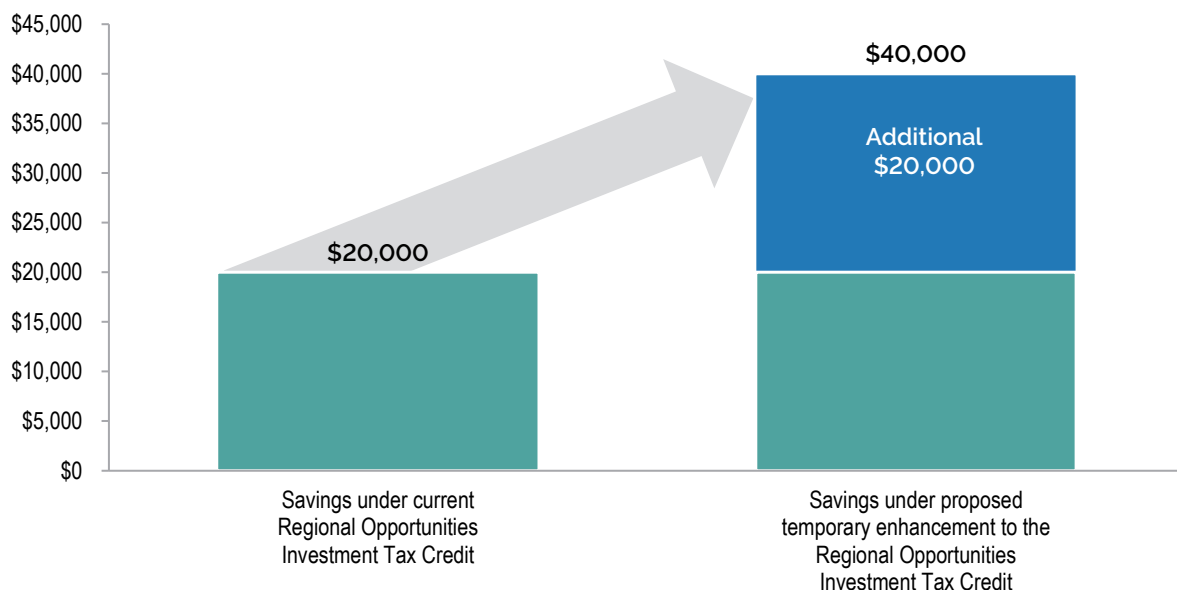 $45,000
$40,000
$35,000
$30,000
$25,000
$20,000
$15,000
$10,000
$5,000
$0
$20,000
$40,000
Additional
$20,000
Savings under current
Regional Opportunities
Investment Tax Credit
Savings under proposed
temporary enhancement to the
Regional Opportunities
Investment Tax Credit